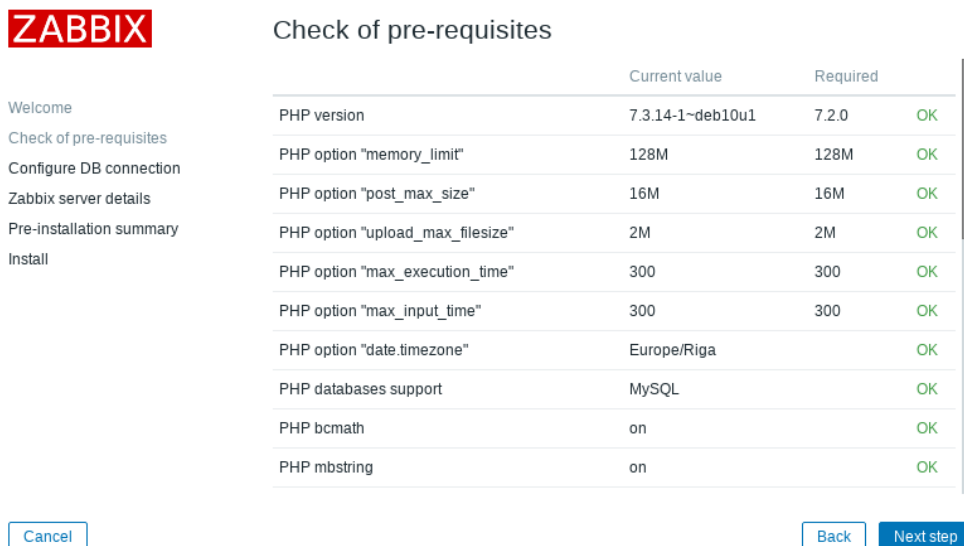 ZABBIX
Check of pre-requisites
Welcome
Check of pre-requisites
Configure DB connection
Zabbix server details
Pre-installation summary
Install
Current value Required
PHP version 7.3.14-1~deb10u1 7.2.0 OK
PHP option "memory_limit" 128M 128M OK
PHP option "post_max_size" 16M 16M OK
PHP option "upload_max_filesize" 2M 2M OK
PHP option "max_execution_time" 300 300 OK
PHP option "max_input_time" 300 300 OK
PHP option "date.timezone" Europe/Riga OK
PHP databases support MySQL OK
PHP bcmath on OK
PHP mbstring on OK
Cancel Back Next step